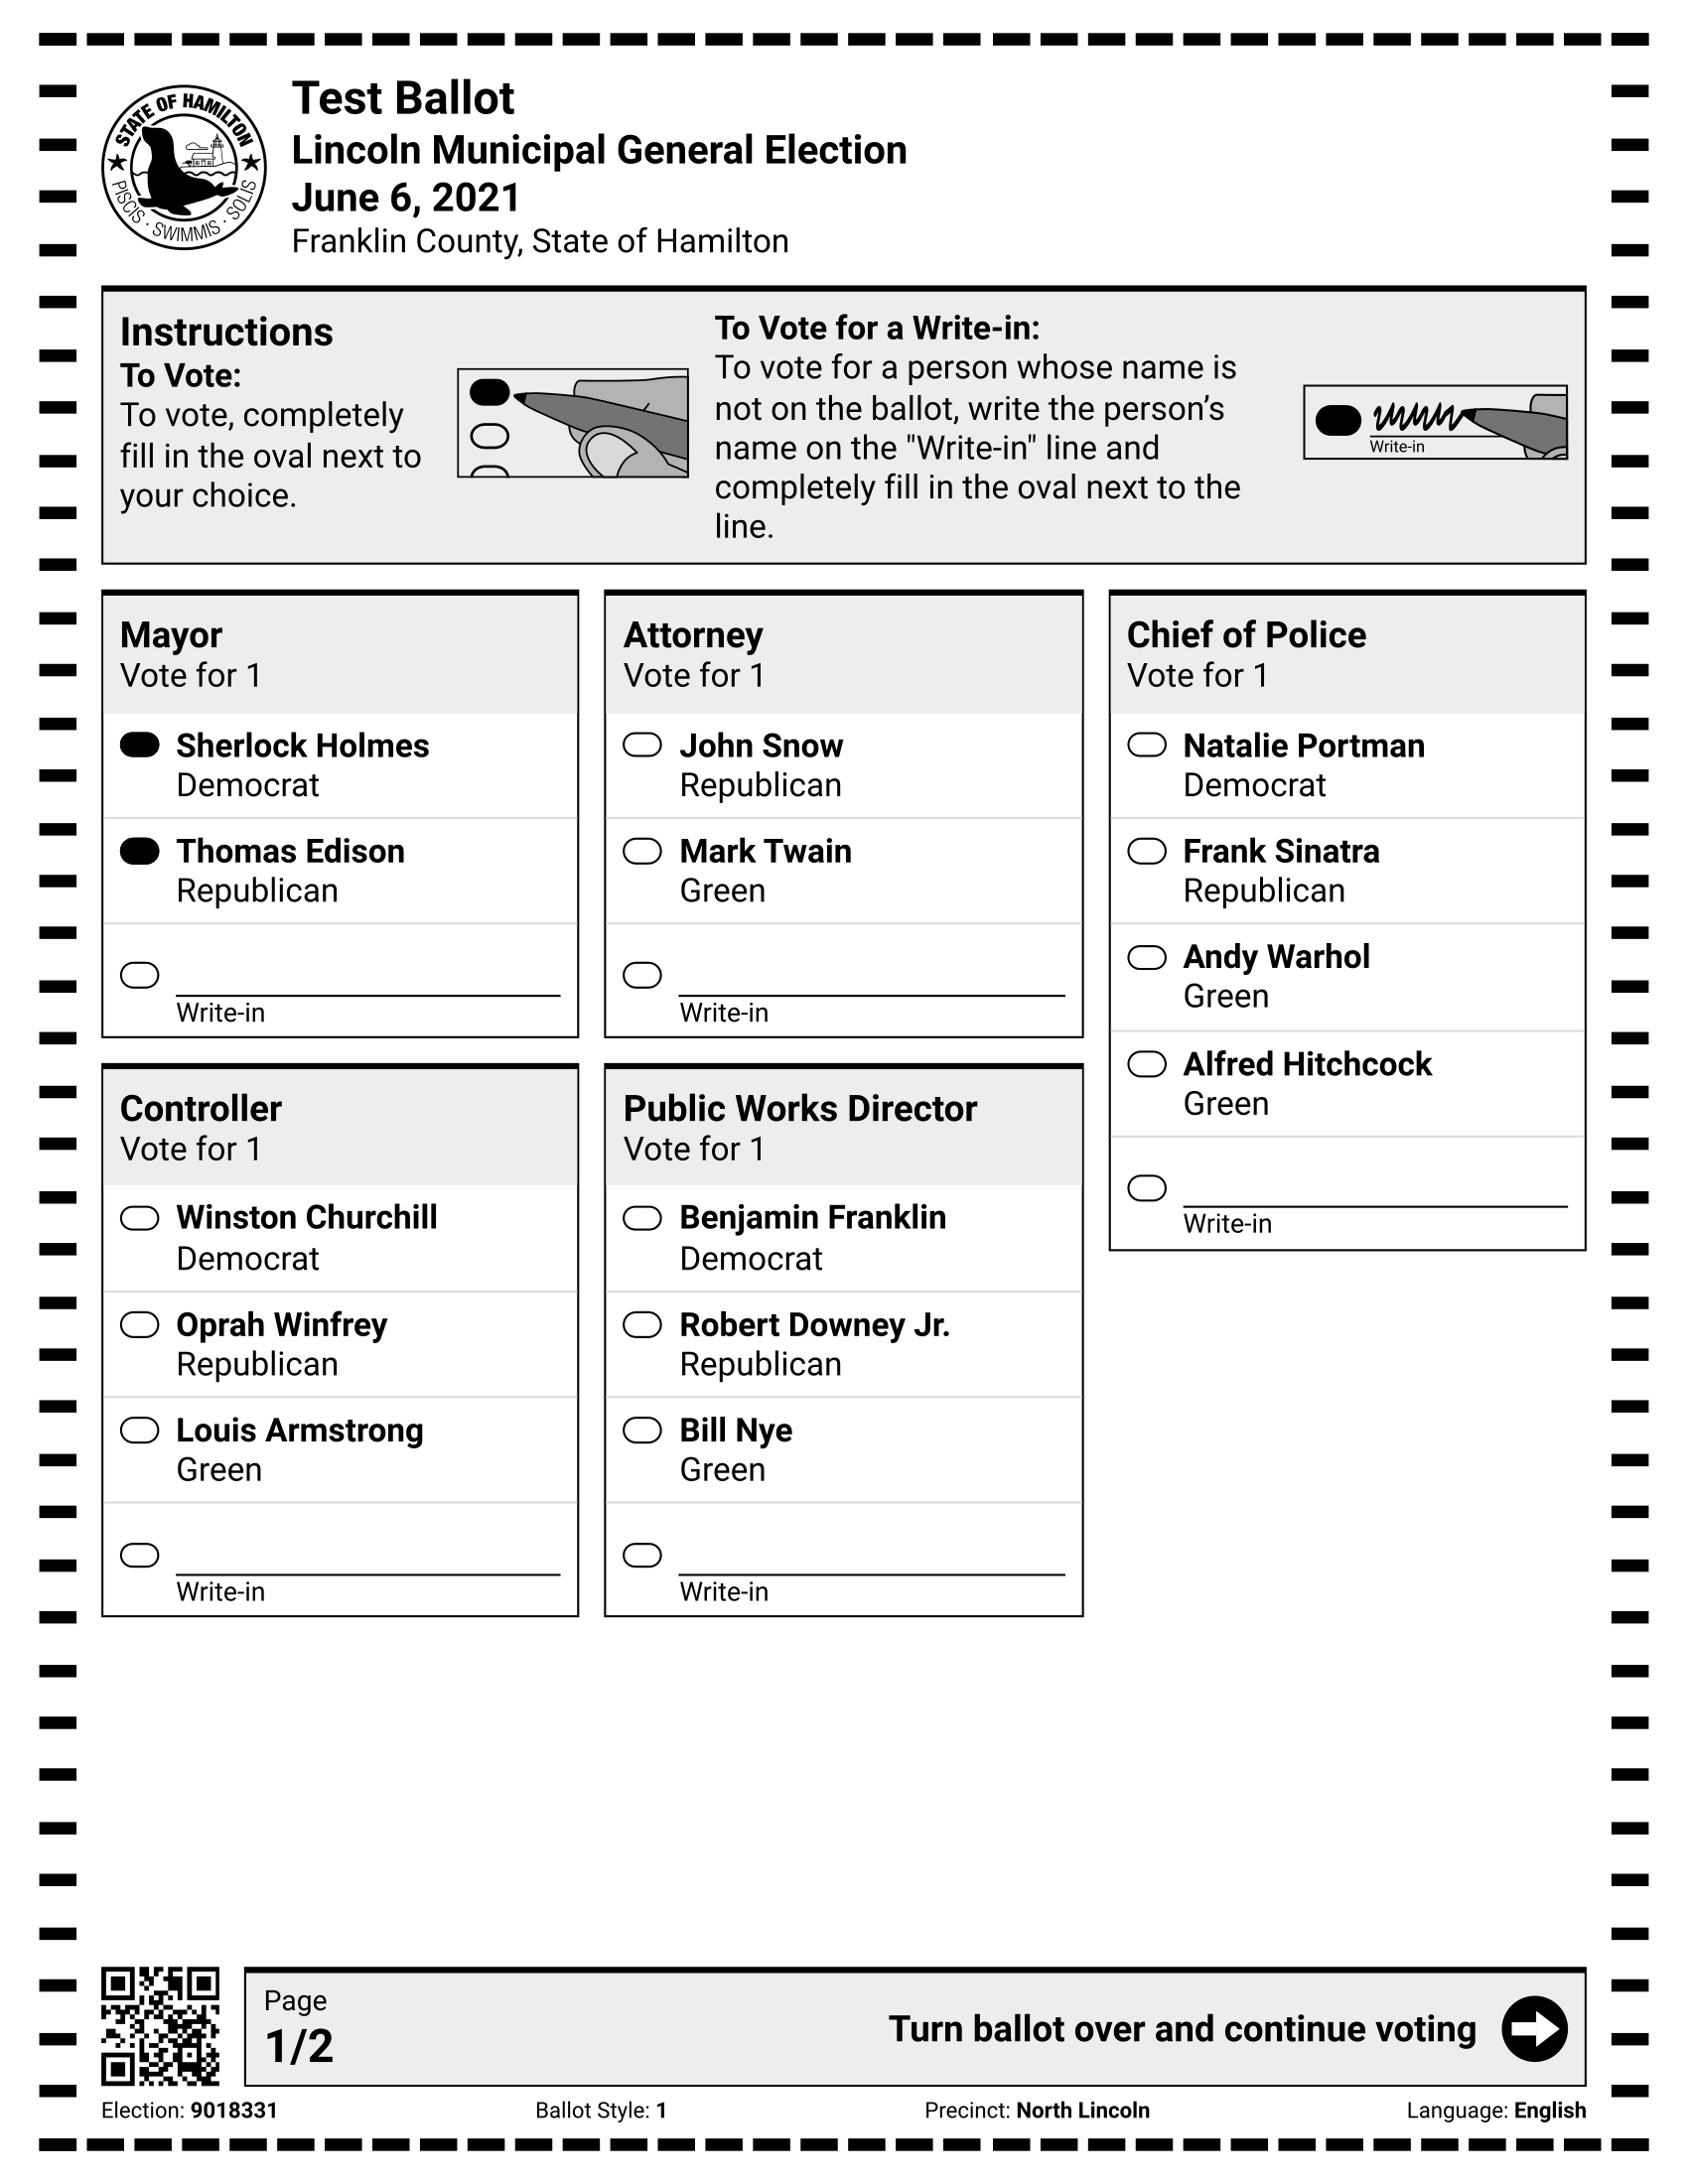 STATE OF HAMILTON
PISCIS · SWIMMIS · SOLIS
Test Ballot
Lincoln Municipal General Election
June 6, 2021
Franklin County, State of Hamilton
Instructions
To Vote:
To vote, completely
fill in the oval next to
your choice.
To Vote for a Write-in:
To vote for a person whose name is
not on the ballot, write the person’s
name on the "Write-in" line and
completely fill in the oval next to the
line.
Write-in
Mayor
Vote for 1
Sherlock Holmes
Democrat
Thomas Edison
Republican
Write-in
Controller
Vote for 1
Winston Churchill
Democrat
Oprah Winfrey
Republican
Louis Armstrong
Green
Write-in
Attorney
Vote for 1
John Snow
Republican
Mark Twain
Green
Write-in
Public Works Director
Vote for 1
Benjamin Franklin
Democrat
Robert Downey Jr.
Republican
Bill Nye
Green
Write-in
Chief of Police
Vote for 1
Natalie Portman
Democrat
Frank Sinatra
Republican
Andy Warhol
Green
Alfred Hitchcock
Green
Write-in
Page
1/2
Turn ballot over and continue voting
Election: 9018331 Ballot Style: 1 Precinct: North Lincoln Language: English